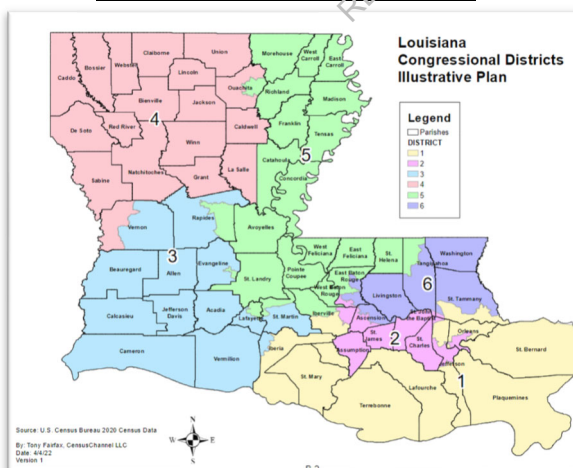 Louisiana
Congressional Districts
Illustrative Plan
Legend
Parishes
DISTRICT
1
2
3
4
5
6
Claiborne
Union
Morehouse
West
Carroll
East
Carroll
Bossier
Webster
Lincoln
Caddo
Ouachita
Richland
Madison
Bienville
Jackson
4
De Soto
Red River
Caldwell
Franklin
Tensas
Winn
Catahoula
5
Natchitoches
La Salle
Concordia
Sabine
Grant
Vernon
Rapides
Avoyelles
3
Beauregard
Allen
Evangeline
St. Landry
Pointe
Coupee
West
Feliciana
East
Feliciana
St.
Helena
Tangipahoa
Washington
East Baton
Rouge
West Baton
Rouge
Livingston
6
St. Tammany
Calcasieu
Jefferson
Davis
Acadia
Lafayette
St. Martin
Iberville
Ascension
St. John
the Baptist
Orleans
St.
James
2
St.
Charles
St. Bernard
Cameron
Vermilion
Iberia
Assumption
Jefferson
St. Mary
Lafourche
1
Terrebonne
Plaquemines
Source: U.S. Census Bureau 2020 Census Data
By: Tony Fairfax, CensusChannel LLC
Date: 4/4/22
Version 1
N
W
E
S